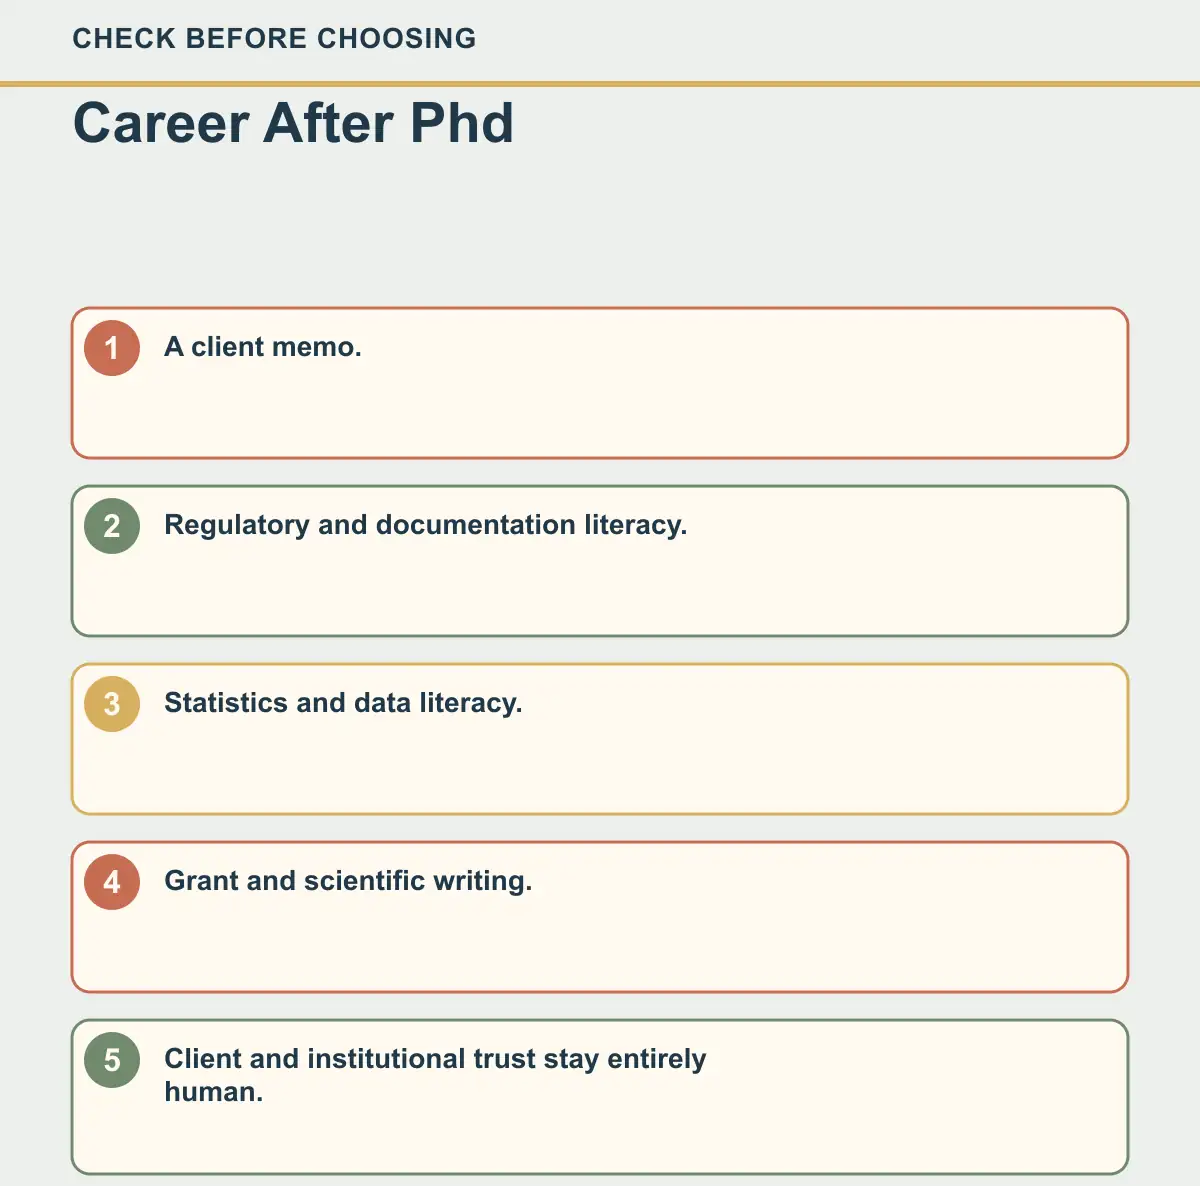 CHECK BEFORE CHOOSING
Career After Phd
1 A client memo.
2 Regulatory and documentation literacy.
3 Statistics and data literacy.
4 Grant and scientific writing.
5 Client and institutional trust stay entirely
human.